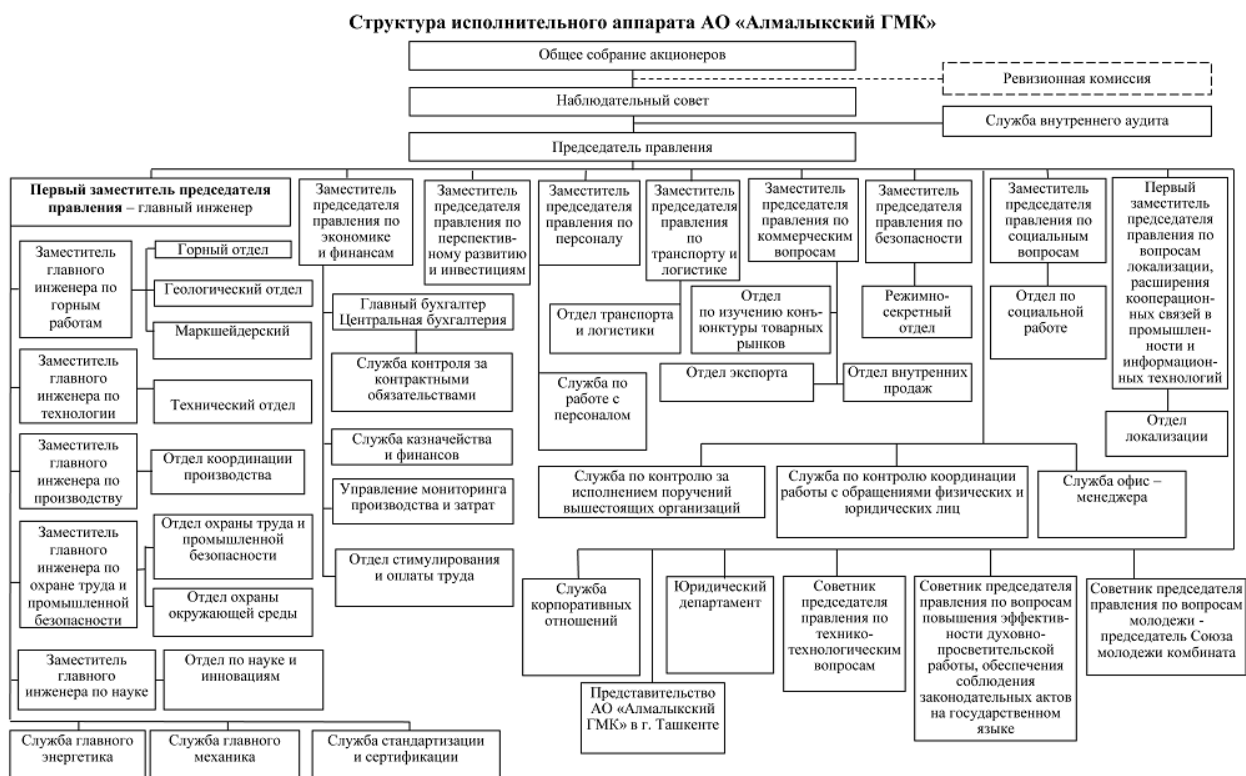 Структура исполнительного аппарата АО «Алмалыкский ГМК»
Общее собрание акционеров
Ревизионная комиссия
Наблюдательный совет
Служба внутреннего аудита
Председатель правления
Первый заместитель председателя
правления – главный инженер
Заместитель
председателя
правления по
экономике
и финансам
Заместитель
председателя
правления по
перспектив-
ному развитию
и инвестициям
Заместитель
председателя
правления по
персоналу
Заместитель
председателя
правления
по
транспорту и
логистике
Заместитель
председателя
правления по
коммерческим
вопросам
Заместитель
председателя
правления по
безопасности
Заместитель
председателя
правления по
социальным
вопросам
Первый
заместитель
председателя
правления по
вопросам
локализации,
расширения
кооперацион-
ных связей в
промышлен-
ности и
информацион-
ных технологий
Заместитель
главного
инженера по
горным
работам
Горный отдел
Геологический отдел
Маркшейдерский
Главный бухгалтер
Центральная бухгалтерия
Служба контроля за
контрактными
обязательствами
Отдел транспорта
и логистики
Отдел
по изучению конъ-
юнктуры товарных
рынков
Режимно-
секретный
отдел
Отдел по
социальной
работе
Отдел экспорта
Отдел внутренних
продаж
Служба по
работе с
персоналом
Заместитель
главного
инженера по
технологии
Технический отдел
Отдел
локализации
Служба казначейства
и финансов
Заместитель
главного
инженера по
производству
Отдел координации
производства
Управление мониторинга
производства и затрат
Служба по контролю за
исполнением поручений
вышестоящих организаций
Служба по контролю координации
работы с обращениями физических и
юридических лиц
Служба офис –
менеджера
Заместитель
главного
инженера по
охране труда и
промышленной
безопасности
Отдел охраны труда и
промышленной
безопасности
Отдел охраны
окружающей среды
Отдел стимулирования
и оплаты труда
Служба
корпоративных
отношений
Юридический
департамент
Советник
председателя
правления по
технико-
технологическим
вопросам
Советник председателя
правления по вопросам
повышения эффектив-
ности духовно-
просветительской
работы, обеспечения
соблюдения
законодательных актов
на государственном
языке
Советник председателя
правления по вопросам
молодежи -
председатель Союза
молодежи комбината
Заместитель
главного
инженера по науке
Отдел по науке и
инновациям
Представительство
АО «Алмалыкский
ГМК» в г. Ташкенте
Служба главного
энергетика
Служба главного
механика
Служба стандартизации
и сертификации